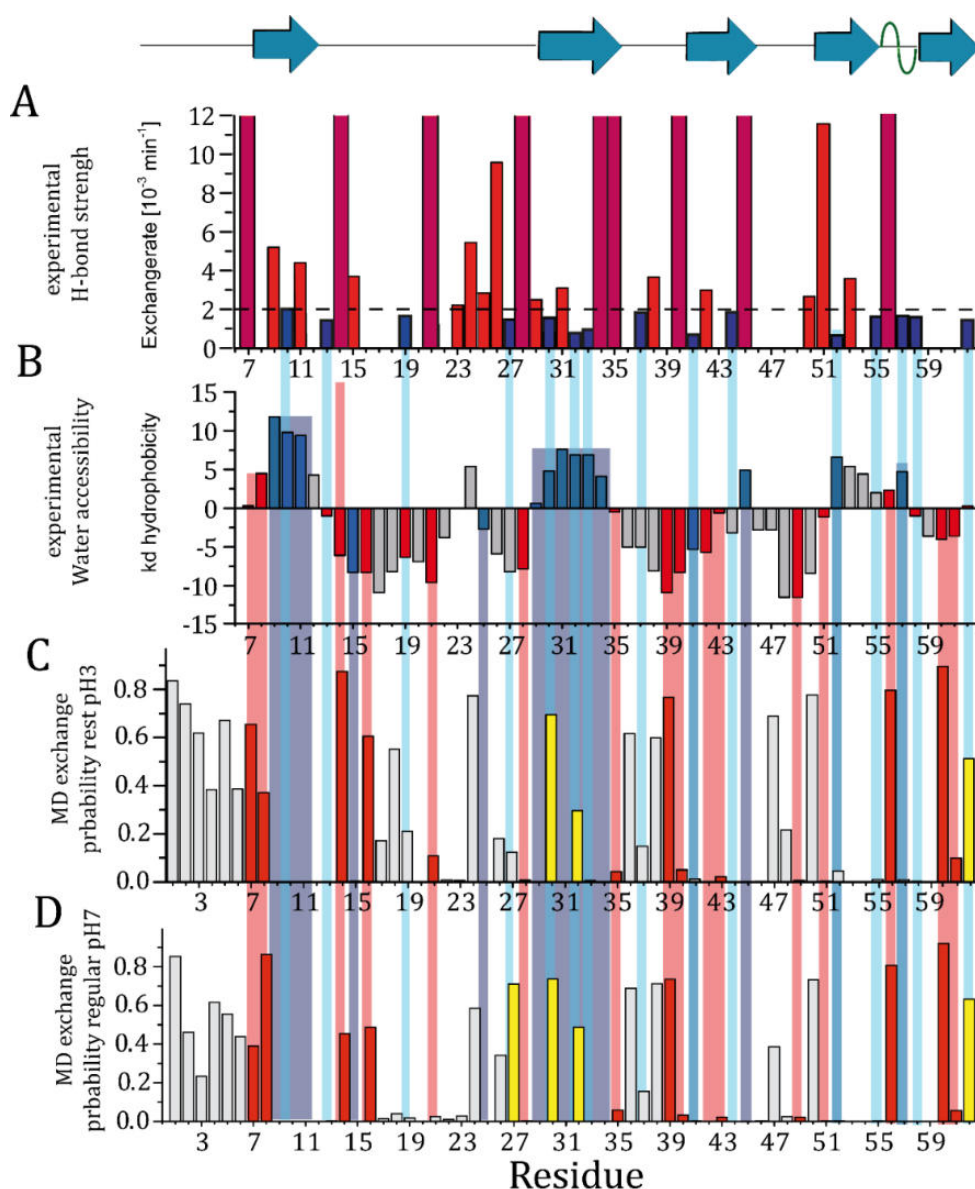 A
experimental
H-bond strengh
Exchangerate [10⁻³ min⁻¹]
12
10
8
6
4
2
0
7 11 15 19 23 27 31 35 39 43 47 51 55 59
B
experimental
Water accessibility
kd hydrophobicity
15
10
5
0
-5
-10
-15
7 11 15 19 23 27 31 35 39 43 47 51 55 59
C
MD exchange
prbability rest pH3
0.8
0.6
0.4
0.2
0.0
3 7 11 15 19 23 27 31 35 39 43 47 51 55 59
D
MD exchange
prbability regular pH7
0.8
0.6
0.4
0.2
0.0
3 7 11 15 19 23 27 31 35 39 43 47 51 55 59
Residue